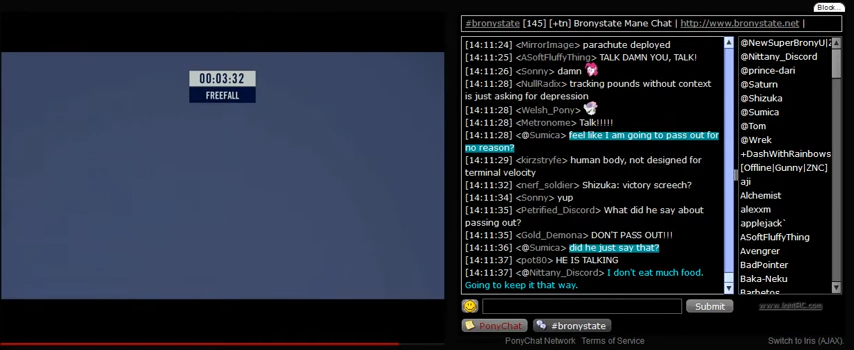 Block...
#bronystate [145] [+tn] Bronystate Mane Chat | http://www.bronystate.net |
00:03:32
FREEFALL
[14:11:24] <MirrorImage> parachute deployed
[14:11:25] <ASoftFluffyThing> TALK DAMN YOU, TALK!
[14:11:26] <Sonny> damn
[14:11:28] <NullRadix> tracking pounds without context
is just asking for depression
[14:11:28] <Welsh_Pony>
[14:11:28] <Metronome> Talk!!!!!
[14:11:28] <@Sumica> feel like I am going to pass out for
no reason?
[14:11:29] <kirzstryfe> human body, not designed for
terminal velocity
[14:11:32] <nerf_soldier> Shizuka: victory screech?
[14:11:34] <Sonny> yup
[14:11:35] <Petrified_Discord> What did he say about
passing out?
[14:11:35] <Gold_Demona> DON'T PASS OUT!!!
[14:11:36] <@Sumica> did he just say that?
[14:11:37] <pot80> HE IS TALKING
[14:11:37] <@Nittany_Discord> I don't eat much food.
Going to keep it that way.
@NewSuperBronyU|
@Nittany_Discord
@prince-dari
@Saturn
@Shizuka
@Sumica
@Tom
@Wrek
+DashWithRainbows
[Offline|Gunny|ZNC]
aji
Alchemist
alexxm
applejack`
ASoftFluffyThing
Avengrer
BadPointer
Baka-Neku
Barbetos
Submit
PonyChat
#bronystate
PonyChat Network
Terms of Service
Switch to Iris (AJAX).